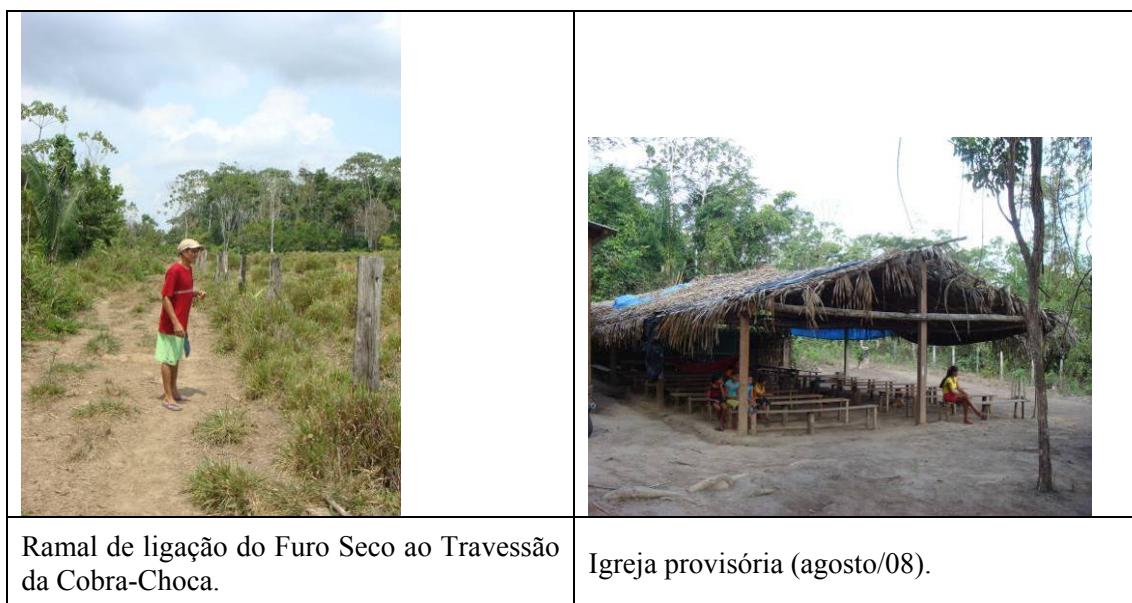 Ramal de ligação do Furo Seco ao Travessão
da Cobra-Choca.
Igreja provisória (agosto/08).